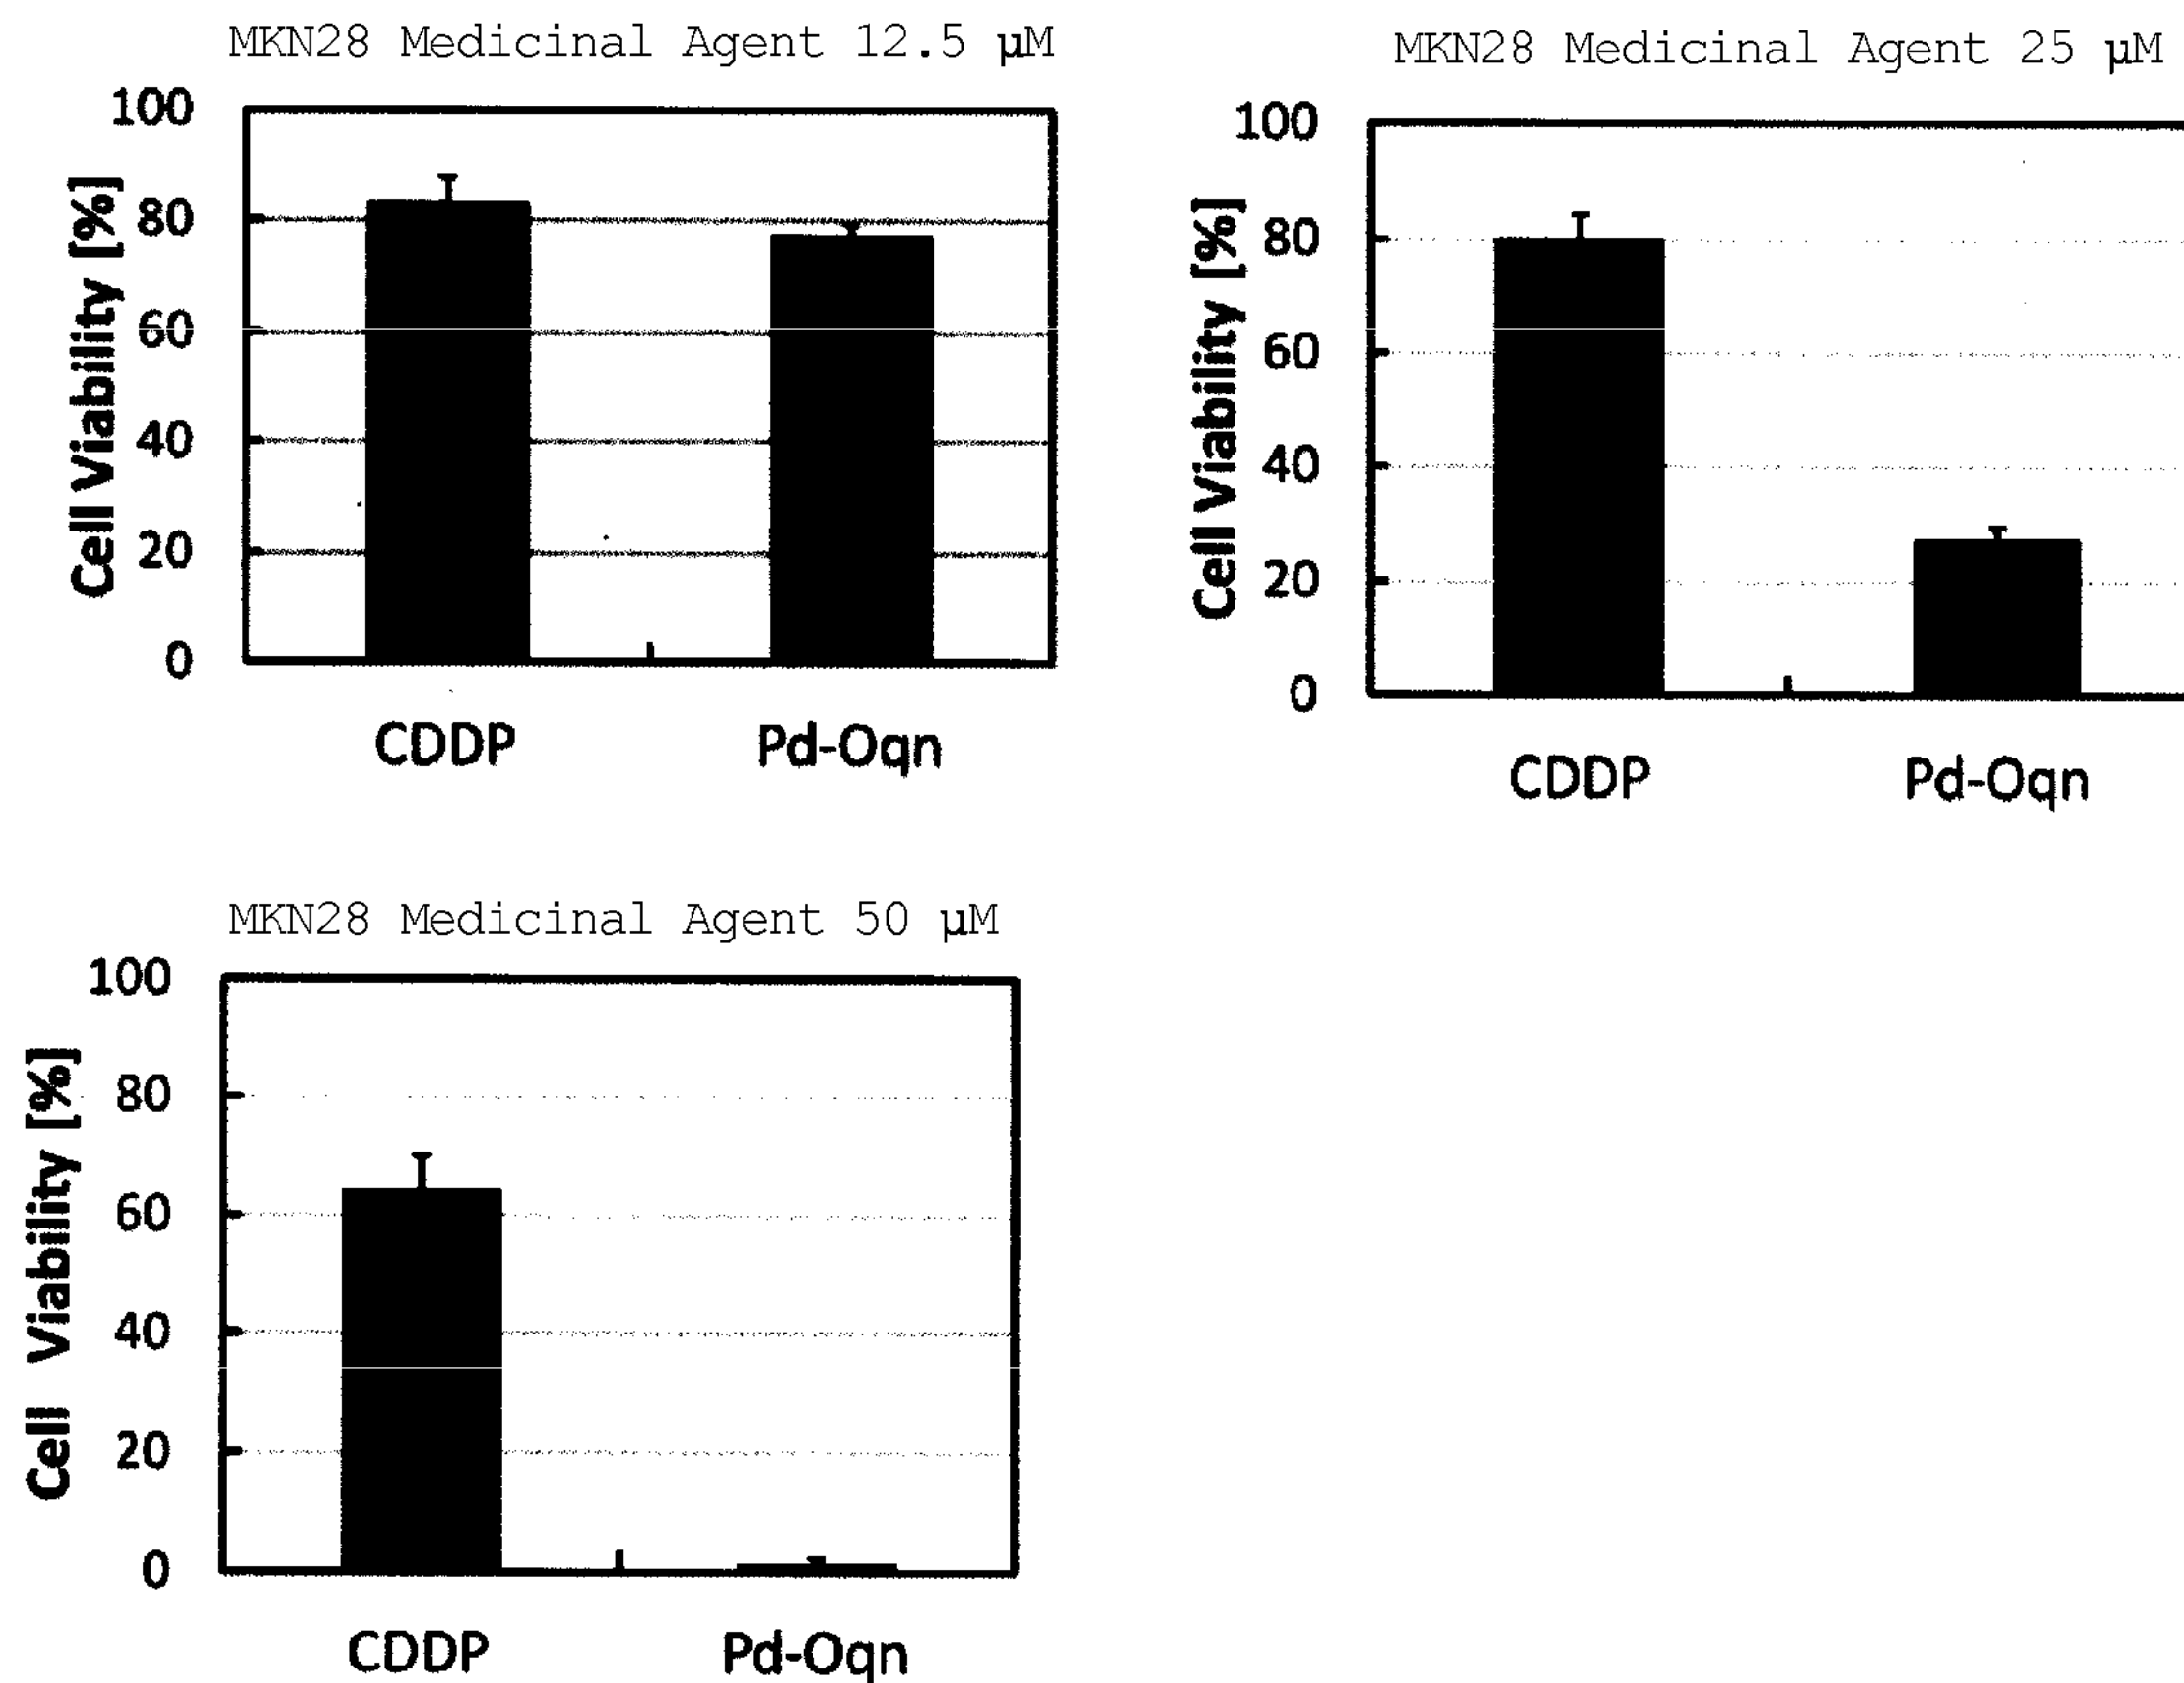 MKN28 Medicinal Agent 12.5 μM
100
80
60
40
20
0
Cell Viability [%]
CDDP Pd-Oqn
MKN28 Medicinal Agent 25 μM
100
80
60
40
20
0
Cell Viability [%]
CDDP Pd-Oqn
MKN28 Medicinal Agent 50 μM
100
80
60
40
20
0
Cell Viability [%]
CDDP Pd-Oqn